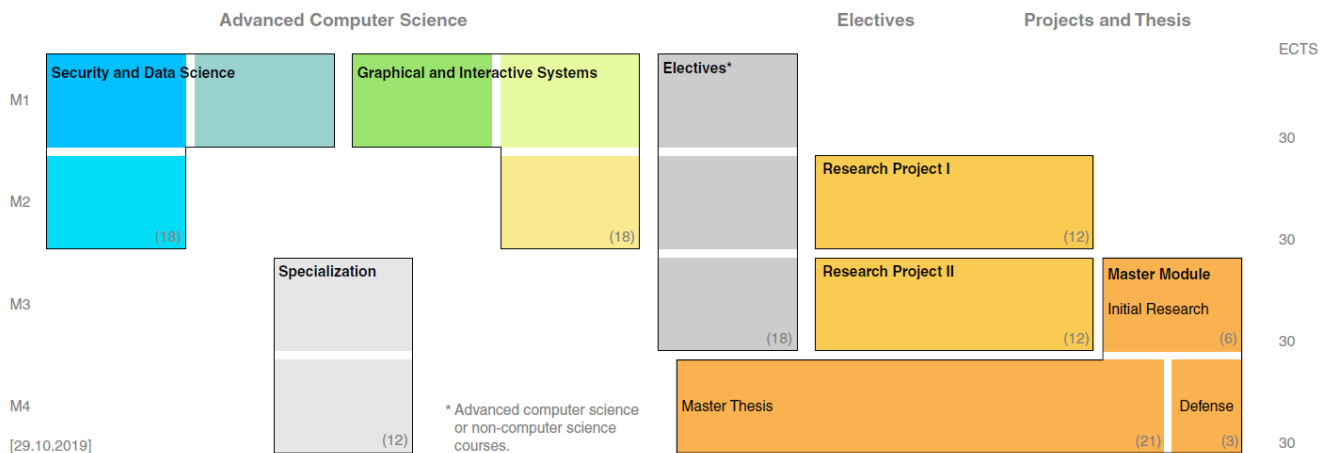 Advanced Computer Science
Electives
Projects and Thesis
ECTS
Security and Data Science
Graphical and Interactive Systems
Electives*
M1
30
Research Project I
M2
(18)
(18)
(12)
30
Specialization
Research Project II
Master Module
M3
Initial Research
(18)
(12)
(6)
30
M4
* Advanced computer science
or non-computer science
courses.
Master Thesis
Defense
[29.10.2019]
(12)
(21)
(3)
30